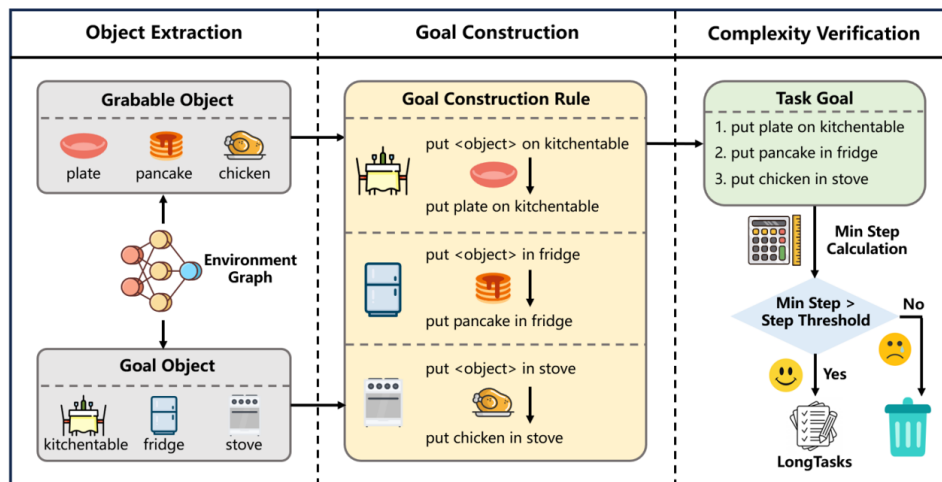 Object Extraction
Goal Construction
Complexity Verification
Grabable Object
plate
pancake
chicken
Environment
Graph
Goal Object
kitchentable
fridge
stove
Goal Construction Rule
put <object> on kitchentable
put plate on kitchentable
put <object> in fridge
put pancake in fridge
put <object> in stove
put chicken in stove
Task Goal
1. put plate on kitchentable
2. put pancake in fridge
3. put chicken in stove
Min Step
Calculation
Min Step >
Step Threshold
No
Yes
LongTasks